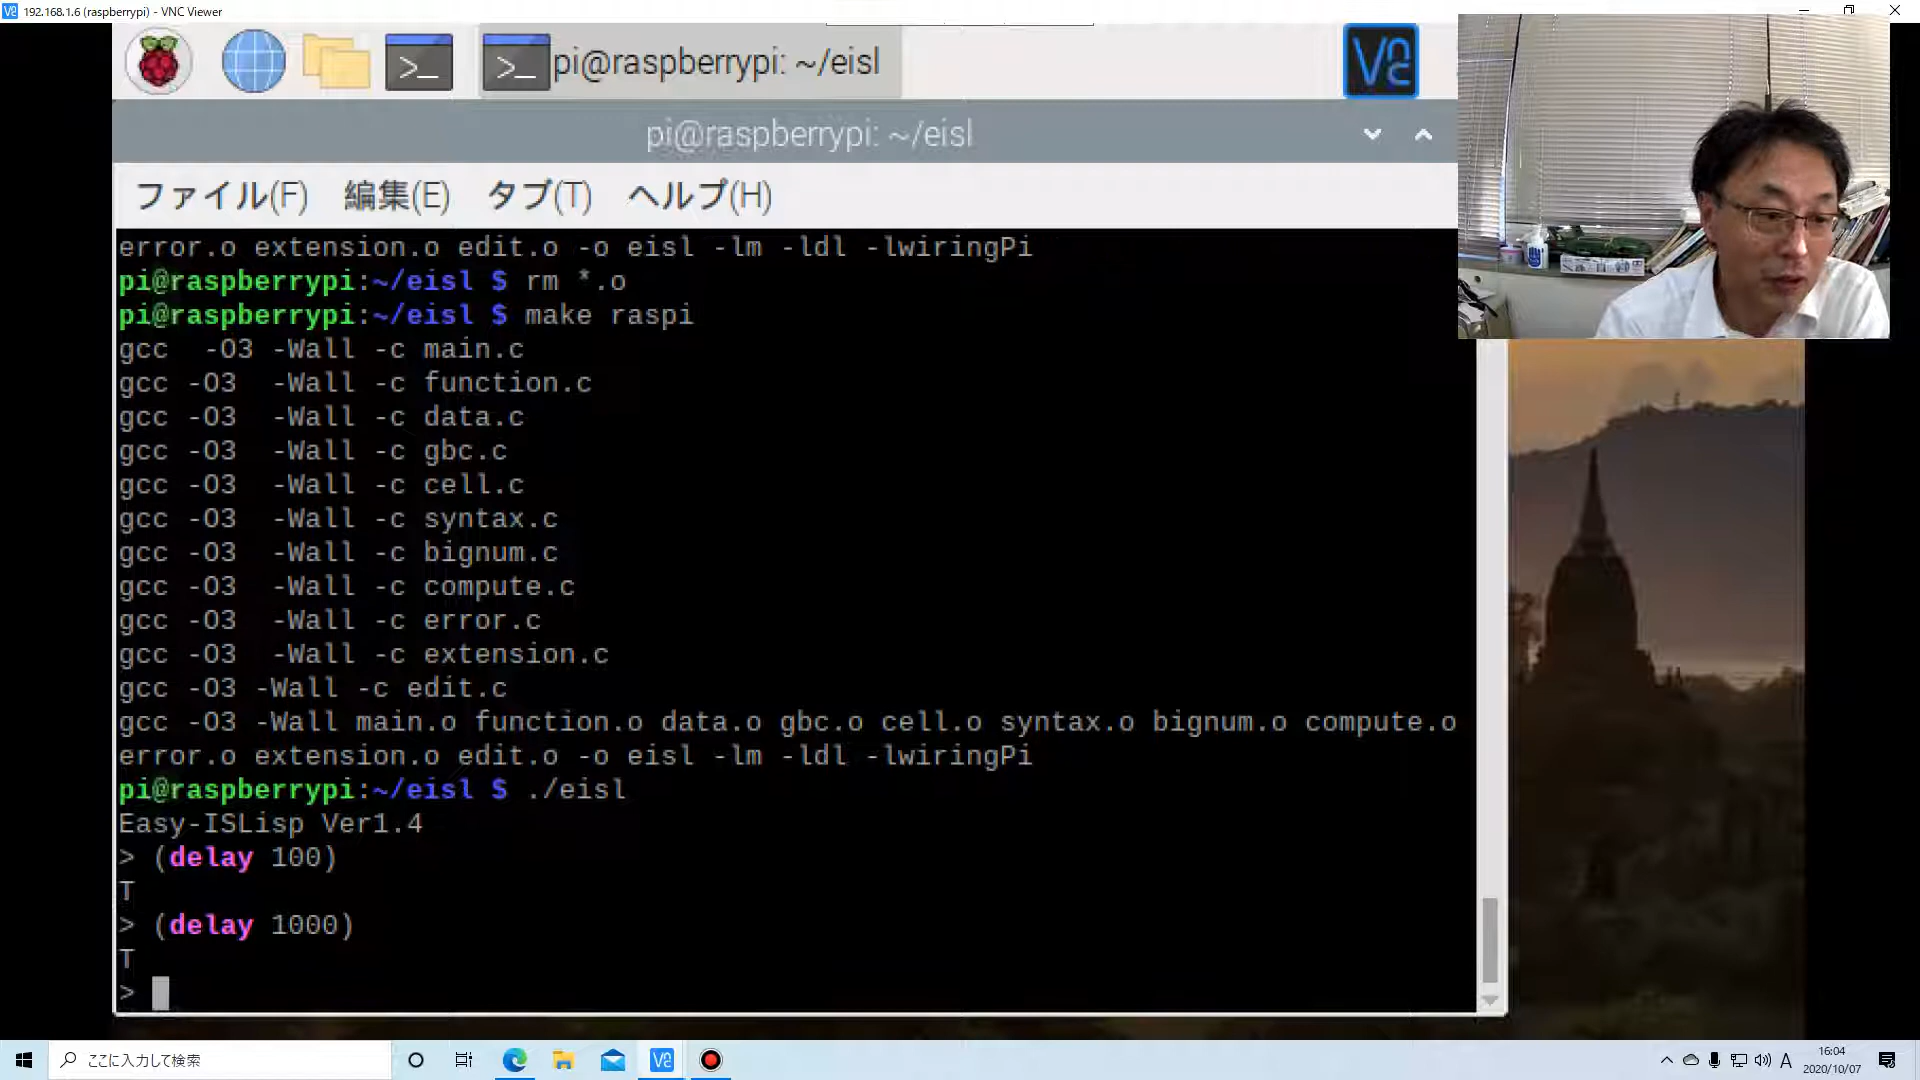 192.168.1.6 (raspberrypi) - VNC Viewer
pi@raspberrypi: ~/eisl
pi@raspberrypi: ~/eisl
ファイル(F) 編集(E) タブ(T) ヘルプ(H)
error.o extension.o edit.o -o eisl -lm -ldl -lwiringPi
pi@raspberrypi:~/eisl $ rm *.o
pi@raspberrypi:~/eisl $ make raspi
gcc  -O3 -Wall -c main.c
gcc -O3  -Wall -c function.c
gcc -O3  -Wall -c data.c
gcc -O3  -Wall -c gbc.c
gcc -O3  -Wall -c cell.c
gcc -O3  -Wall -c syntax.c
gcc -O3  -Wall -c bignum.c
gcc -O3  -Wall -c compute.c
gcc -O3  -Wall -c error.c
gcc -O3  -Wall -c extension.c
gcc -O3 -Wall -c edit.c
gcc -O3 -Wall main.o function.o data.o gbc.o cell.o syntax.o bignum.o compute.o
error.o extension.o edit.o -o eisl -lm -ldl -lwiringPi
pi@raspberrypi:~/eisl $ ./eisl
Easy-ISLisp Ver1.4
> (delay 100)
T
> (delay 1000)
T
>
ここに入力して検索
A
16:04
2020/10/07